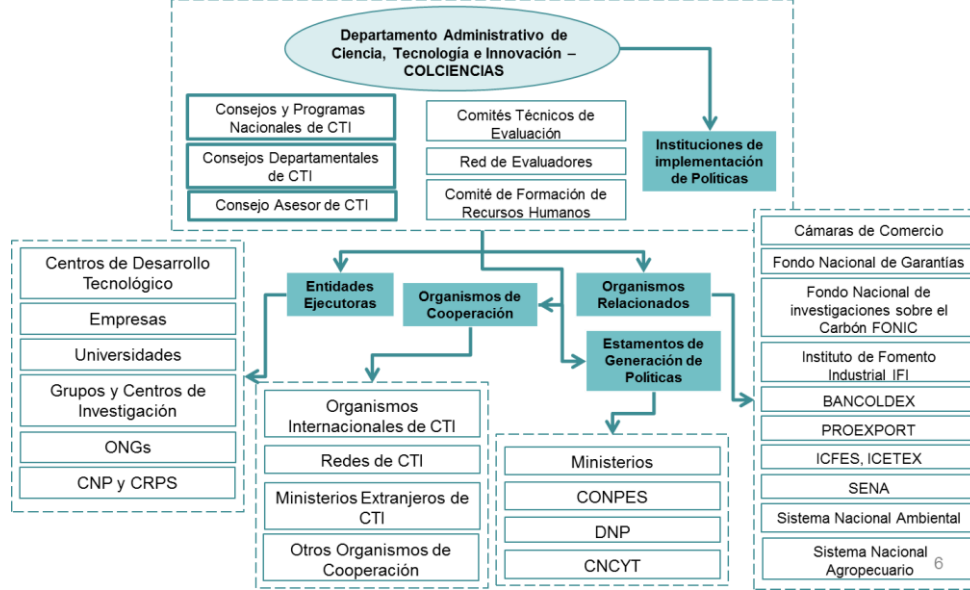 Departamento Administrativo de
Ciencia, Tecnología e Innovación –
COLCIENCIAS
Consejos y Programas
Nacionales de CTI
Consejos Departamentales
de CTI
Consejo Asesor de CTI
Comités Técnicos de
Evaluación
Red de Evaluadores
Comité de Formación de
Recursos Humanos
Instituciones de
implementación
de Políticas
Entidades
Ejecutoras
Organismos de
Cooperación
Organismos
Relacionados
Estamentos de
Generación de
Políticas
Centros de Desarrollo
Tecnológico
Empresas
Universidades
Grupos y Centros de
Investigación
ONGs
CNP y CRPS
Organismos
Internacionales de CTI
Redes de CTI
Ministerios Extranjeros de
CTI
Otros Organismos de
Cooperación
Ministerios
CONPES
DNP
CNCYT
Cámaras de Comercio
Fondo Nacional de Garantías
Fondo Nacional de
investigaciones sobre el
Carbón FONIC
Instituto de Fomento
Industrial IFI
BANCOLDEX
PROEXPORT
ICFES, ICETEX
SENA
Sistema Nacional Ambiental
Sistema Nacional
Agropecuario
6